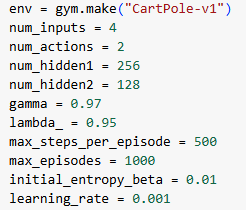 env = gym.make("CartPole-v1")
num_inputs = 4
num_actions = 2
num_hidden1 = 256
num_hidden2 = 128
gamma = 0.97
lambda_ = 0.95
max_steps_per_episode = 500
max_episodes = 1000
initial_entropy_beta = 0.01
learning_rate = 0.001